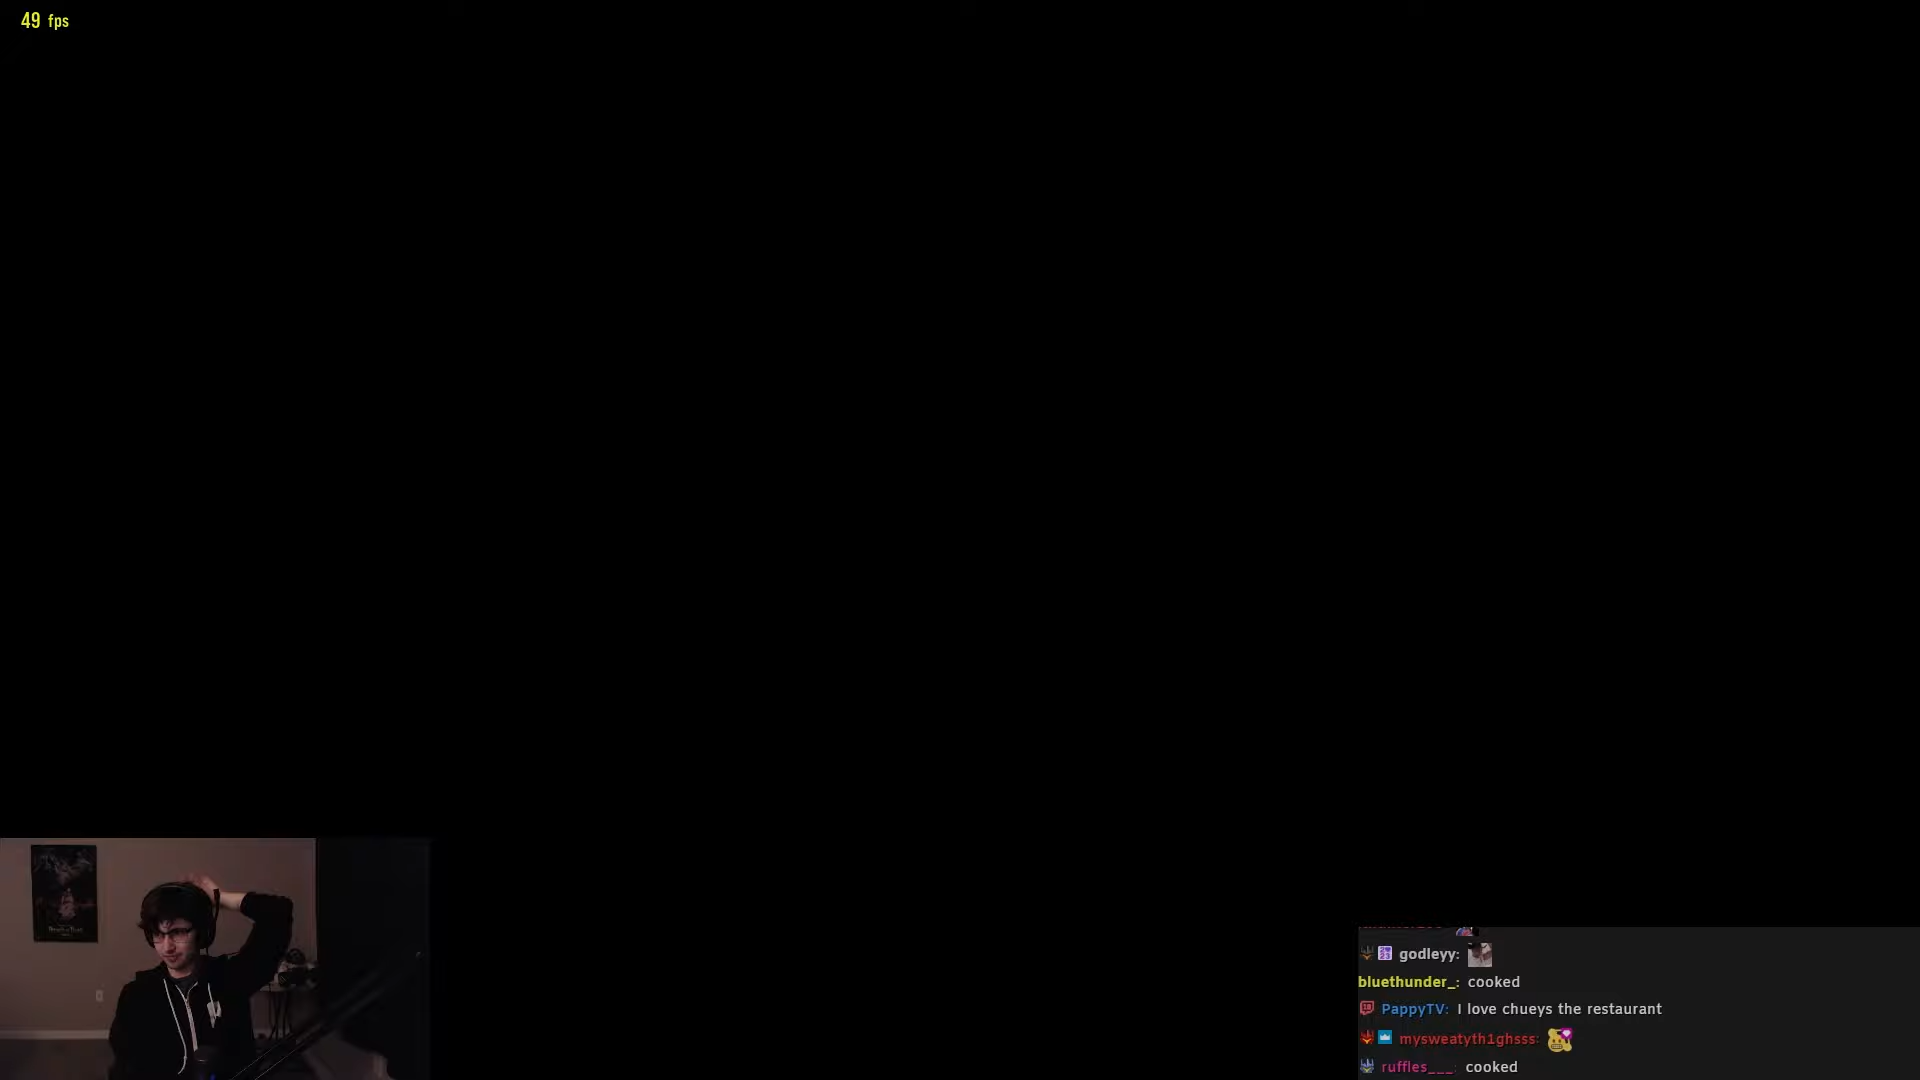 49 fps
godleyy:
bluethunder_: cooked
PappyTV: I love chueys the restaurant
mysweatyth1ghsss:
ruffles___: cooked